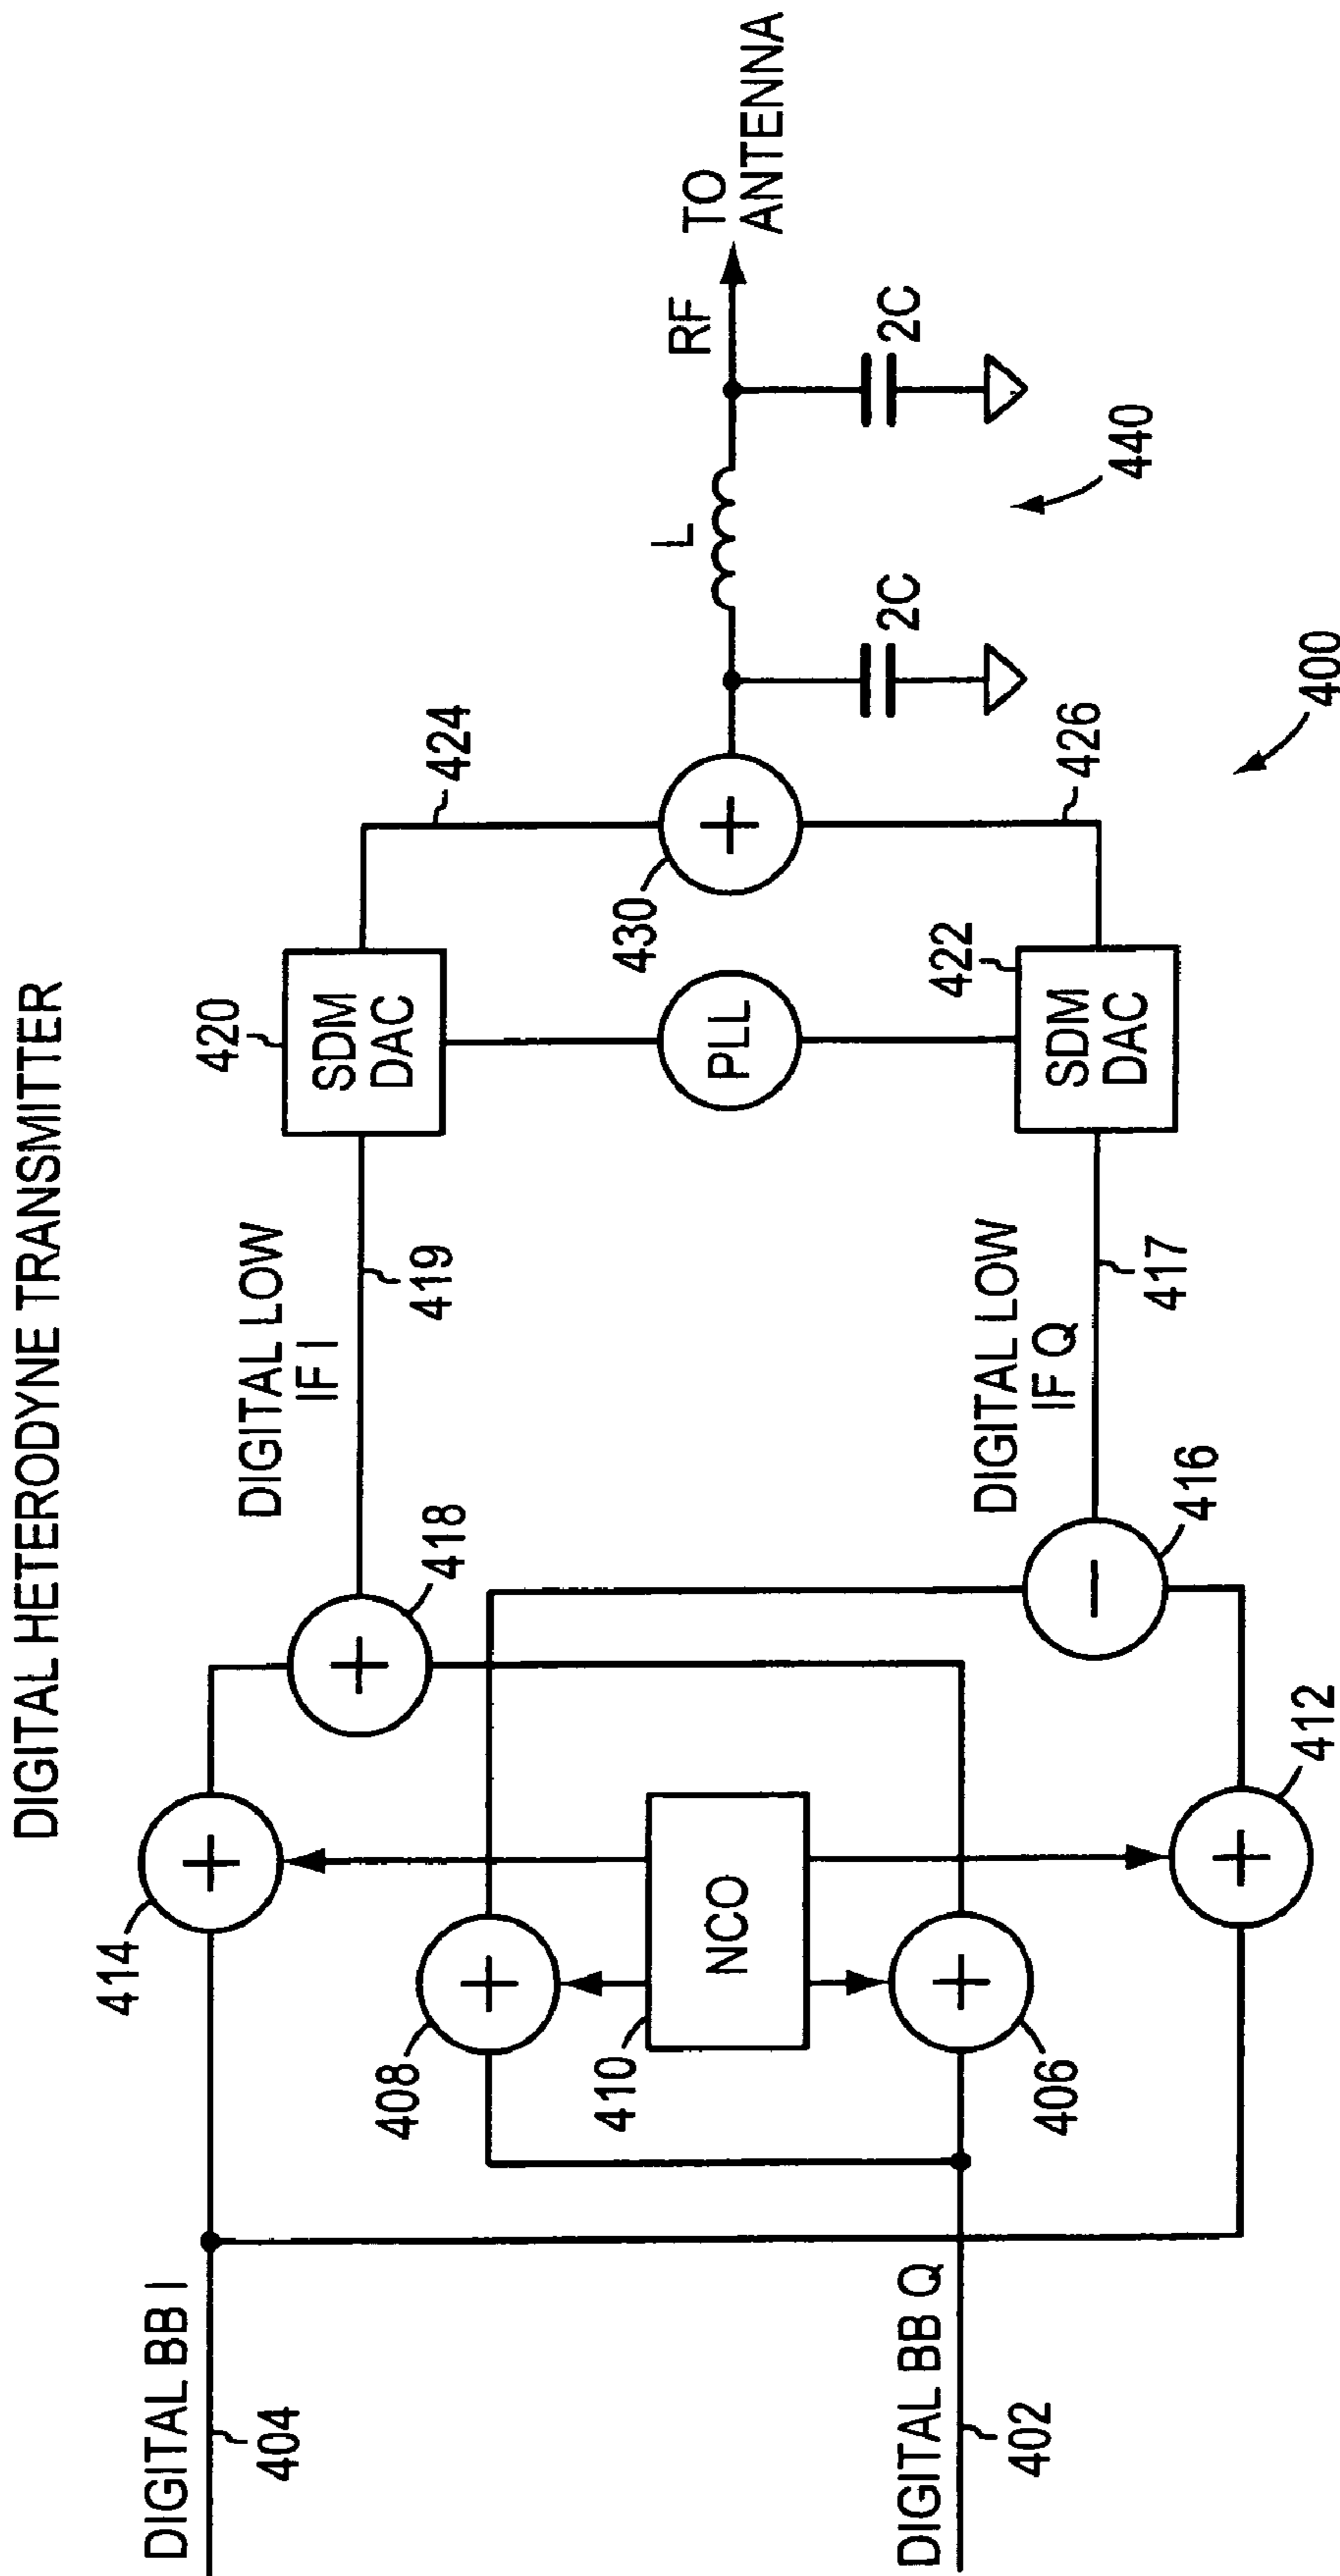 DIGITAL HETERODYNE TRANSMITTER
DIGITAL BB I
404
DIGITAL BB Q
402
414
+
408
+
410
NCO
406
+
412
+
418
+
416
−
DIGITAL LOW
IF I
419
DIGITAL LOW
IF Q
417
420
SDM
DAC
PLL
422
SDM
DAC
424
430
+
426
L
2C
2C
RF
TO
ANTENNA
440
400